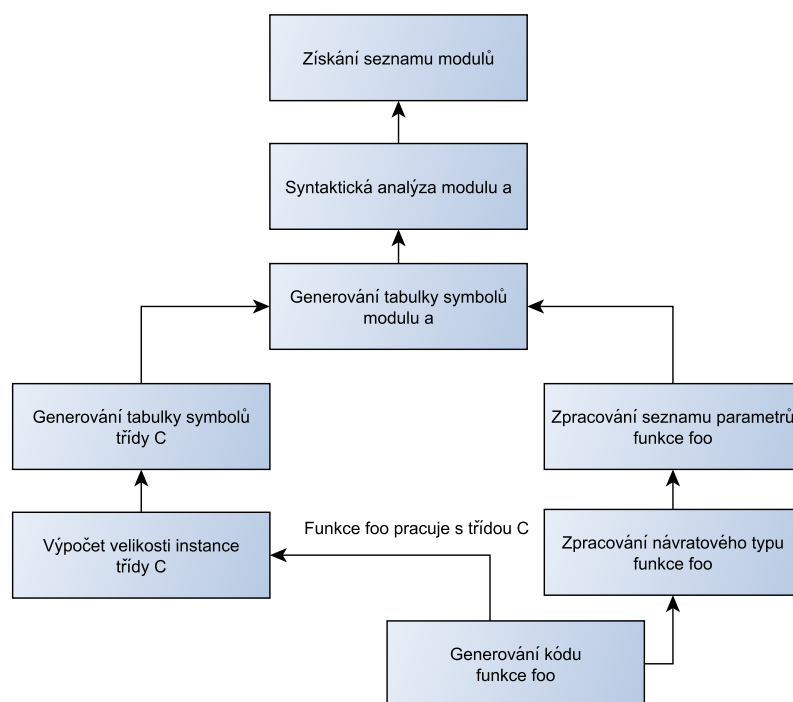 Získání seznamu modulů
Syntaktická analýza modulu a
Generování tabulky symbolů
modulu a
Generování tabulky symbolů
třídy C
Zpracování seznamu parametrů
funkce foo
Výpočet velikosti instance
třídy C
Funkce foo pracuje s třídou C
Zpracování návratového typu
funkce foo
Generování kódu
funkce foo